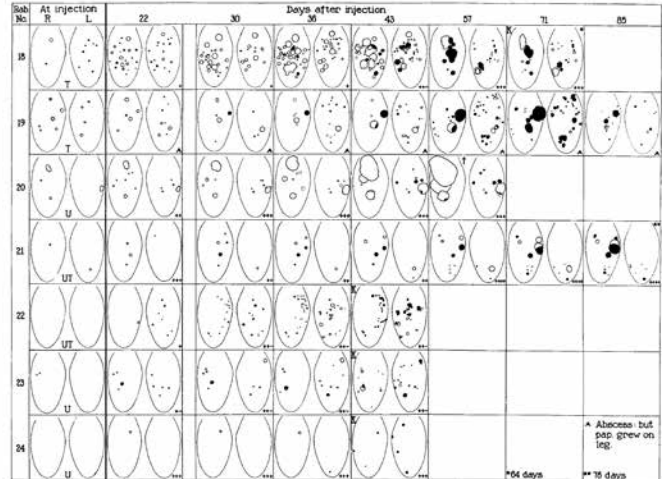 Rab. No. At injection Days after injection
R L 22 30 36 43 57 71 85
18 T K *
19 T A A A A A A A
20 U †
21 UT **
22 UT K
23 U K
24 U K
A Abscess: but pap. grew on leg.
*64 days ** 78 days